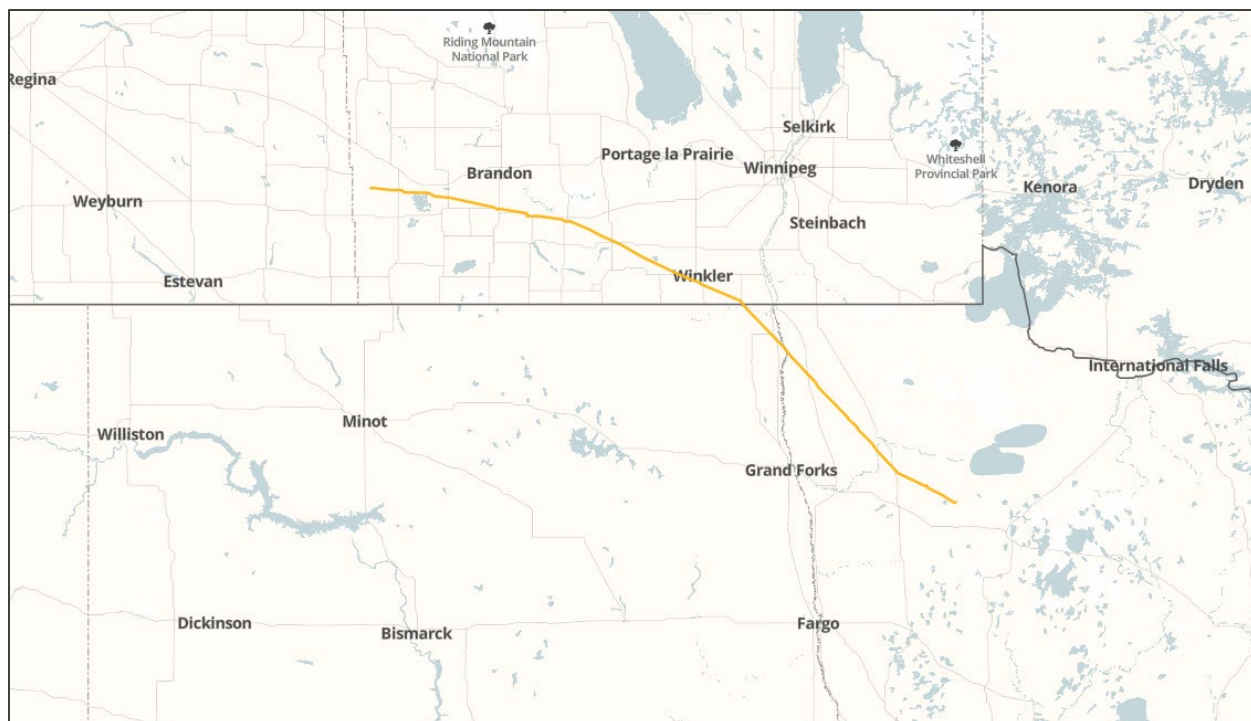 Riding Mountain
National Park
Regina
Selkirk
Portage la Prairie
Winnipeg
Brandon
Whiteshell
Provincial Park
Kenora
Dryden
Weyburn
Steinbach
Estevan
Winkler
International Falls
Minot
Williston
Grand Forks
Dickinson
Bismarck
Fargo